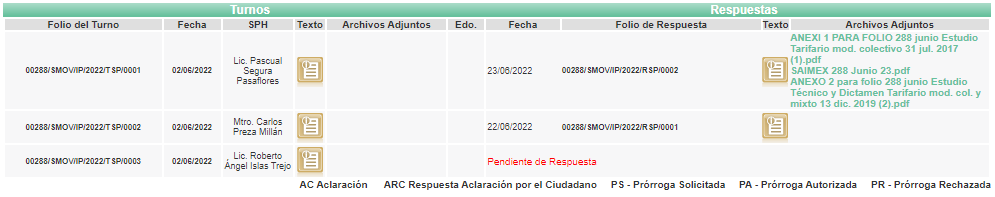 Turnos Respuestas
Folio del Turno Fecha SPH Texto Archivos Adjuntos Edo. Fecha Folio de Respuesta Texto Archivos Adjuntos
00288/SMOV/IP/2022/TSP/0001 02/06/2022 Lic. Pascual
Segura
Pasaflores
23/06/2022 00288/SMOV/IP/2022/RSP/0002
ANEXI 1 PARA FOLIO 288 junio Estudio
Tarifario mod. colectivo 31 jul. 2017
(1).pdf
SAIMEX 288 Junio 23.pdf
ANEXO 2 para folio 288 junio Estudio
Técnico y Dictamen Tarifario mod. col. y
mixto 13 dic. 2019 (2).pdf
00288/SMOV/IP/2022/TSP/0002 02/06/2022 Mtro. Carlos
Preza Millán
22/06/2022 00288/SMOV/IP/2022/RSP/0001
00288/SMOV/IP/2022/TSP/0003 02/06/2022 Lic. Roberto
Ángel Islas Trejo
Pendiente de Respuesta
AC Aclaración ARC Respuesta Aclaración por el Ciudadano PS - Prórroga Solicitada PA - Prórroga Autorizada PR - Prórroga Rechazada